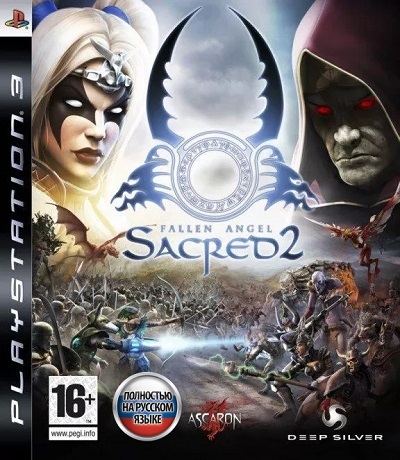 PLAYSTATION 3
FALLEN ANGEL
SACRED 2
16+
www.pegi.info
ПОЛНОСТЬЮ
НА РУССКОМ
ЯЗЫКЕ
ASCARON
DEEP SILVER